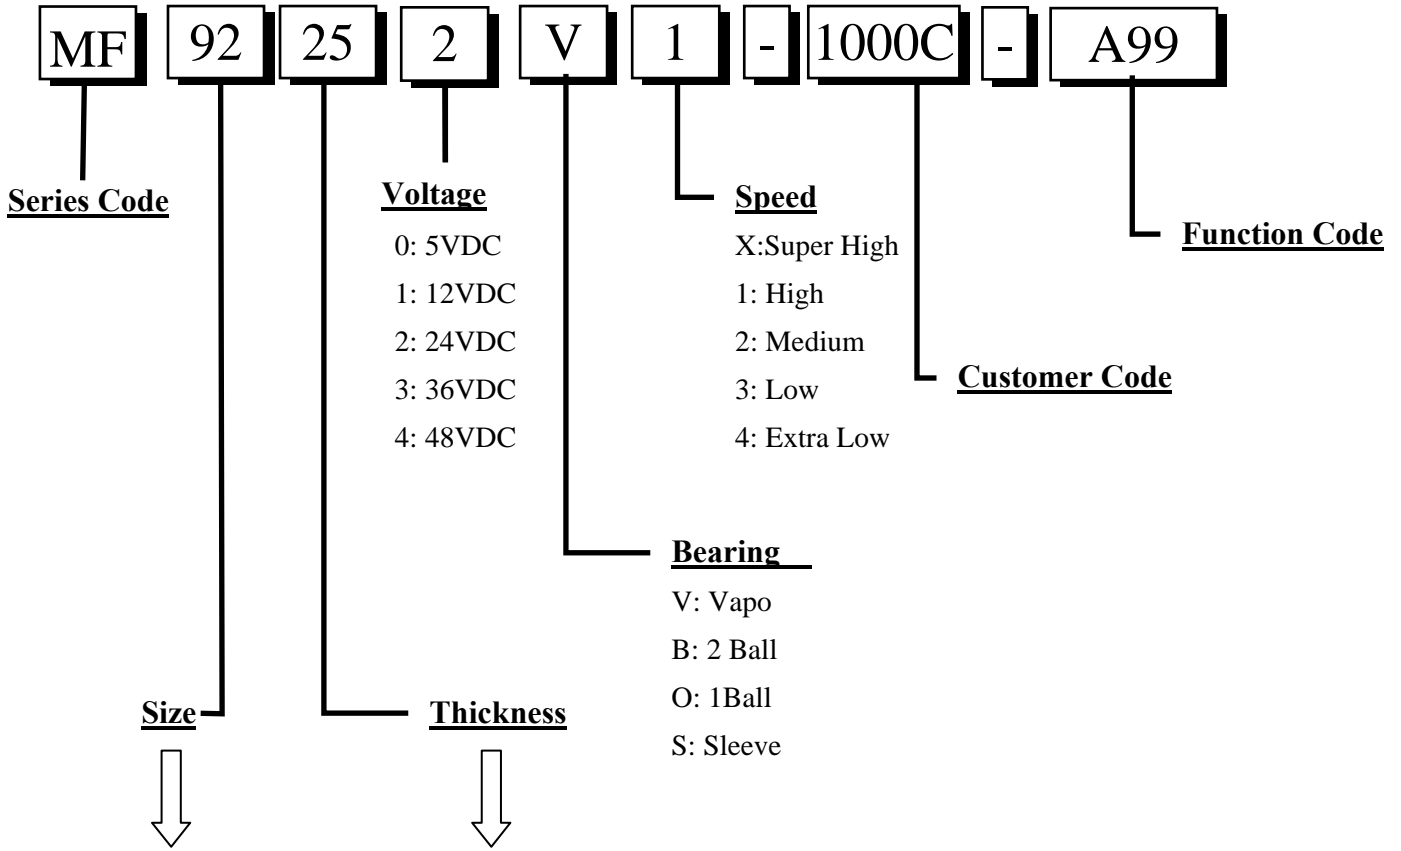 MF 92 25 2 V 1 - 1000C - A99
Series Code
Voltage
0: 5VDC
1: 12VDC
2: 24VDC
3: 36VDC
4: 48VDC
Speed
X:Super High
1: High
2: Medium
3: Low
4: Extra Low
Function Code
Customer Code
Bearing
V: Vapo
B: 2 Ball
O: 1Ball
S: Sleeve
Size
Thickness